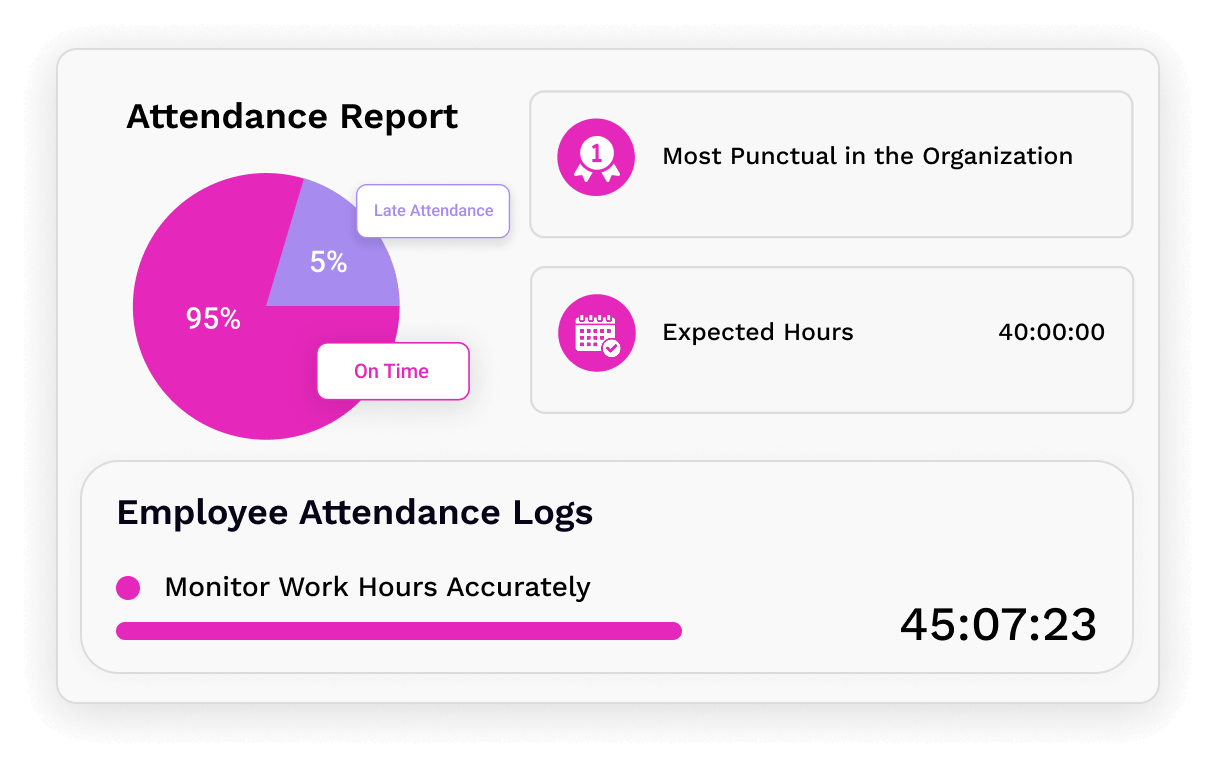 Attendance Report
Late Attendance
5%
95%
On Time
1
Most Punctual in the Organization
Expected Hours 40:00:00
Employee Attendance Logs
Monitor Work Hours Accurately
45:07:23